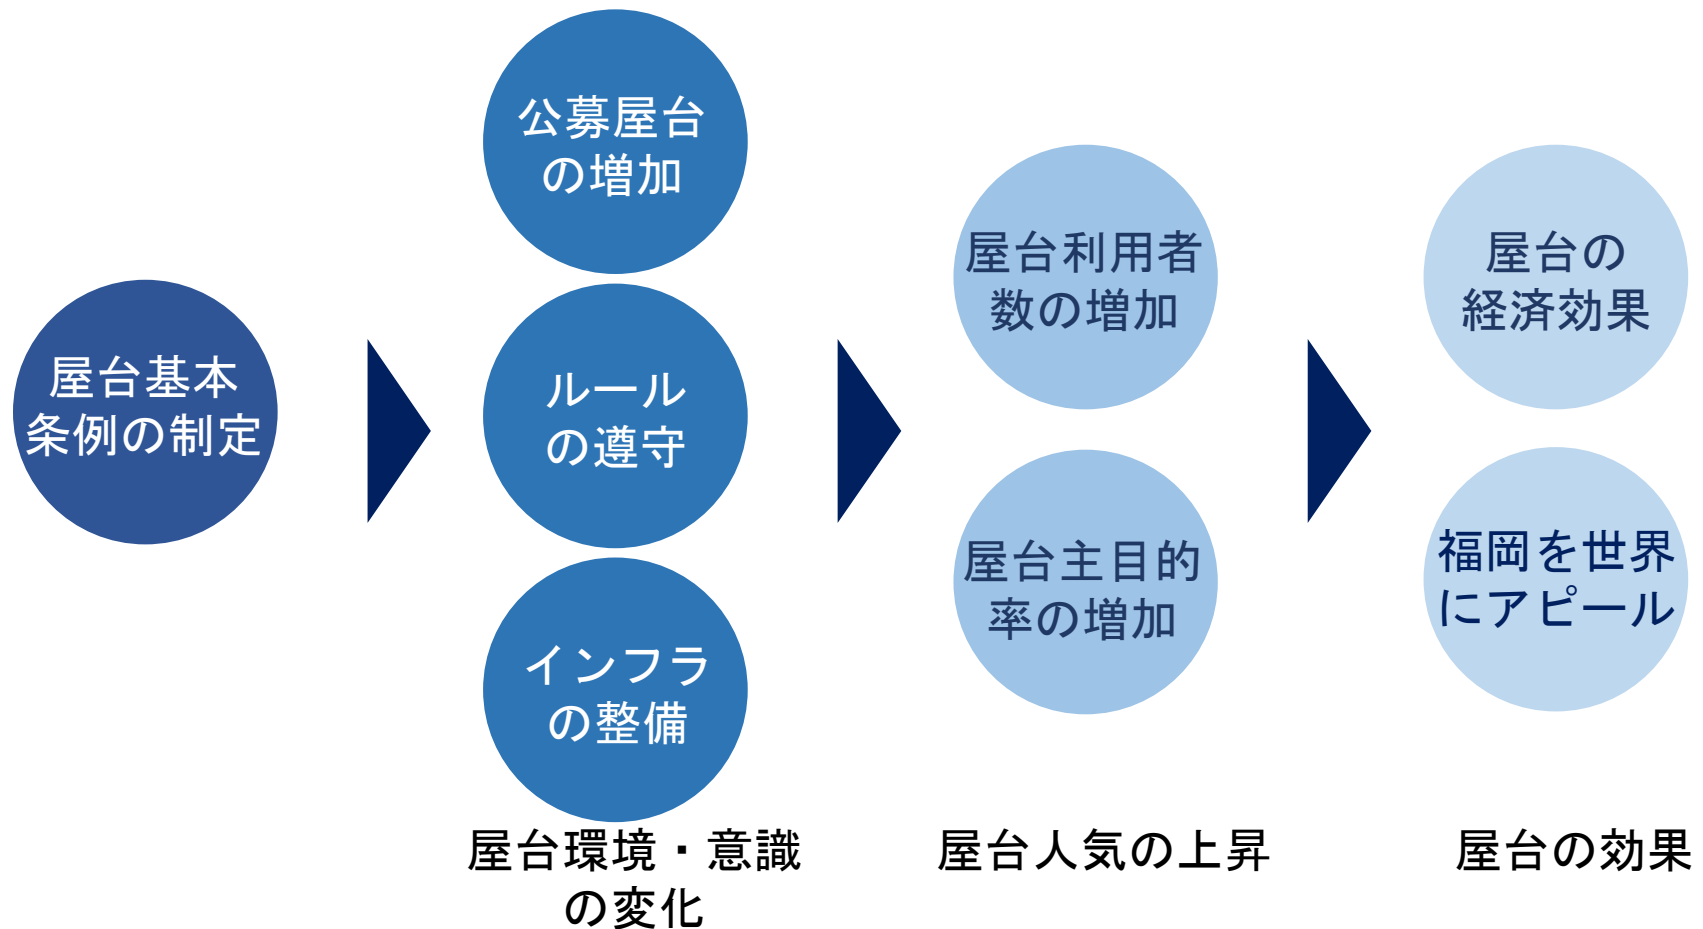 屋台基本
条例の制定
公募屋台
の増加
ルール
の遵守
インフラ
の整備
屋台環境・意識
の変化
屋台利用者
数の増加
屋台主目的
率の増加
屋台人気の上昇
屋台の
経済効果
福岡を世界
にアピール
屋台の効果